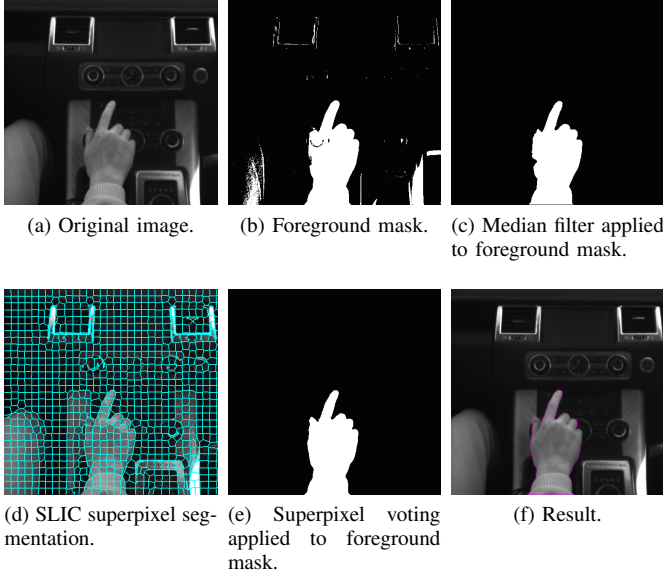 (a) Original image.
(b) Foreground mask.
(c) Median filter applied
to foreground mask.
(d) SLIC superpixel seg-
mentation.
(e) Superpixel voting
applied to foreground
mask.
(f) Result.